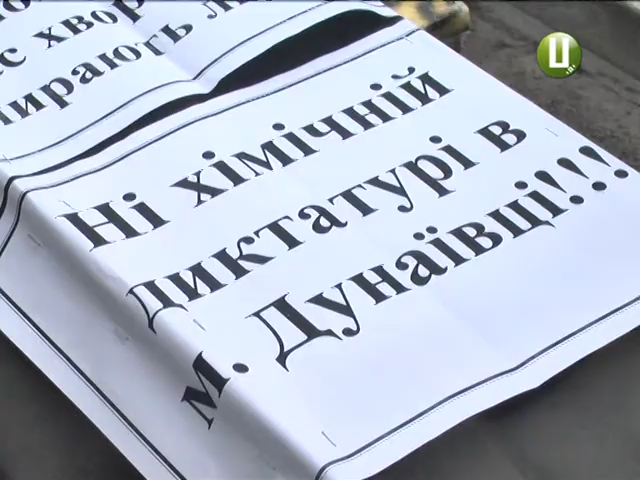 Ні хімічній
диктатурі в
м. Дунаївці!!!
Ц